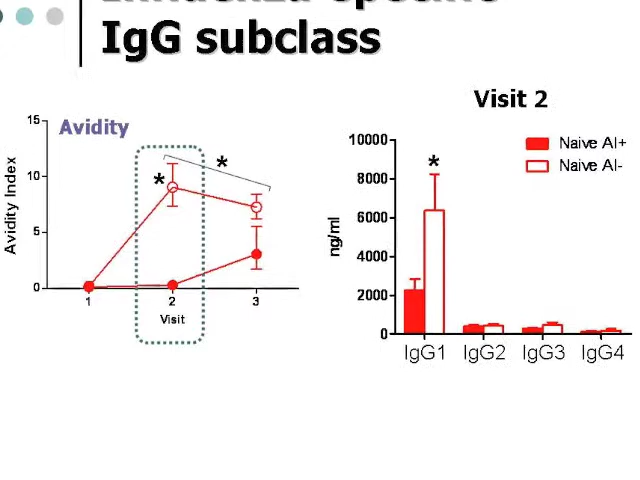 IgG subclass
Visit 2
Avidity
Avidity Index
15
10
5
0
*
*
1
2
3
Visit
ng/ml
10000
8000
6000
4000
2000
0
*
Naive AI+
Naive AI-
IgG1
IgG2
IgG3
IgG4